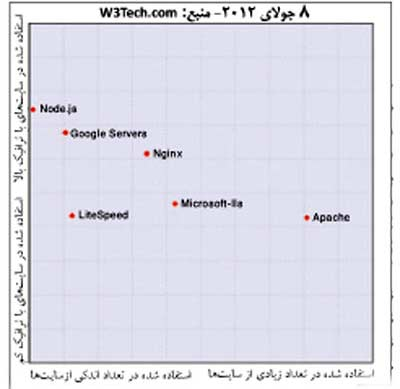 ۸ جولای ۲۰۱۲- منبع: W3Tech.com
استفاده شده در سایت‌های با ترافیک بالا
Node.js
Google Servers
Nginx
Microsoft-IIs
LiteSpeed
Apache
استفاده شده در سایت‌های با ترافیک کم
استفاده شده در تعداد زیادی از سایت‌ها
استفاده شده در تعداد اندکی ازسایت‌ها